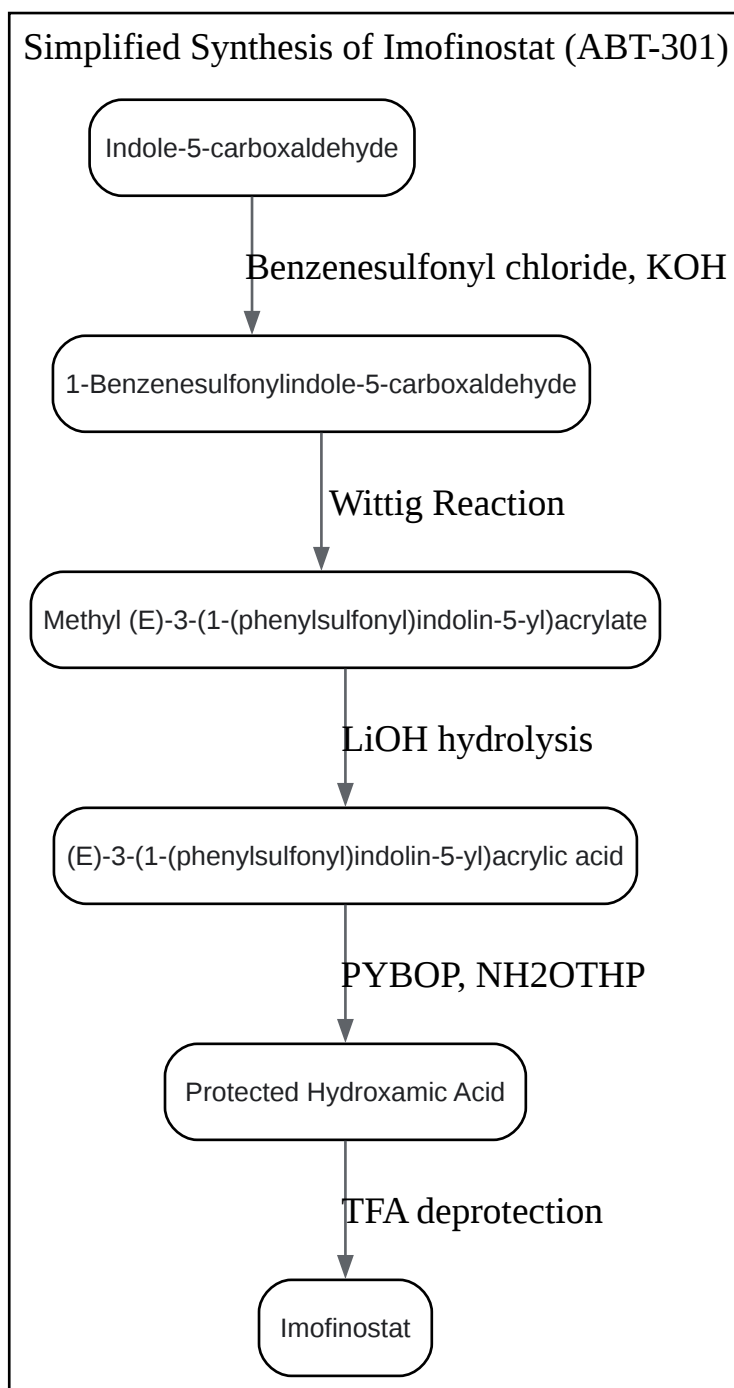 Simplified Synthesis of Imofinostat (ABT-301)
Indole-5-carboxaldehyde
Benzenesulfonyl chloride, KOH
1-Benzenesulfonylindole-5-carboxaldehyde
Wittig Reaction
Methyl (E)-3-(1-(phenylsulfonyl)indolin-5-yl)acrylate
LiOH hydrolysis
(E)-3-(1-(phenylsulfonyl)indolin-5-yl)acrylic acid
PYBOP, NH2OTHP
Protected Hydroxamic Acid
TFA deprotection
Imofinostat